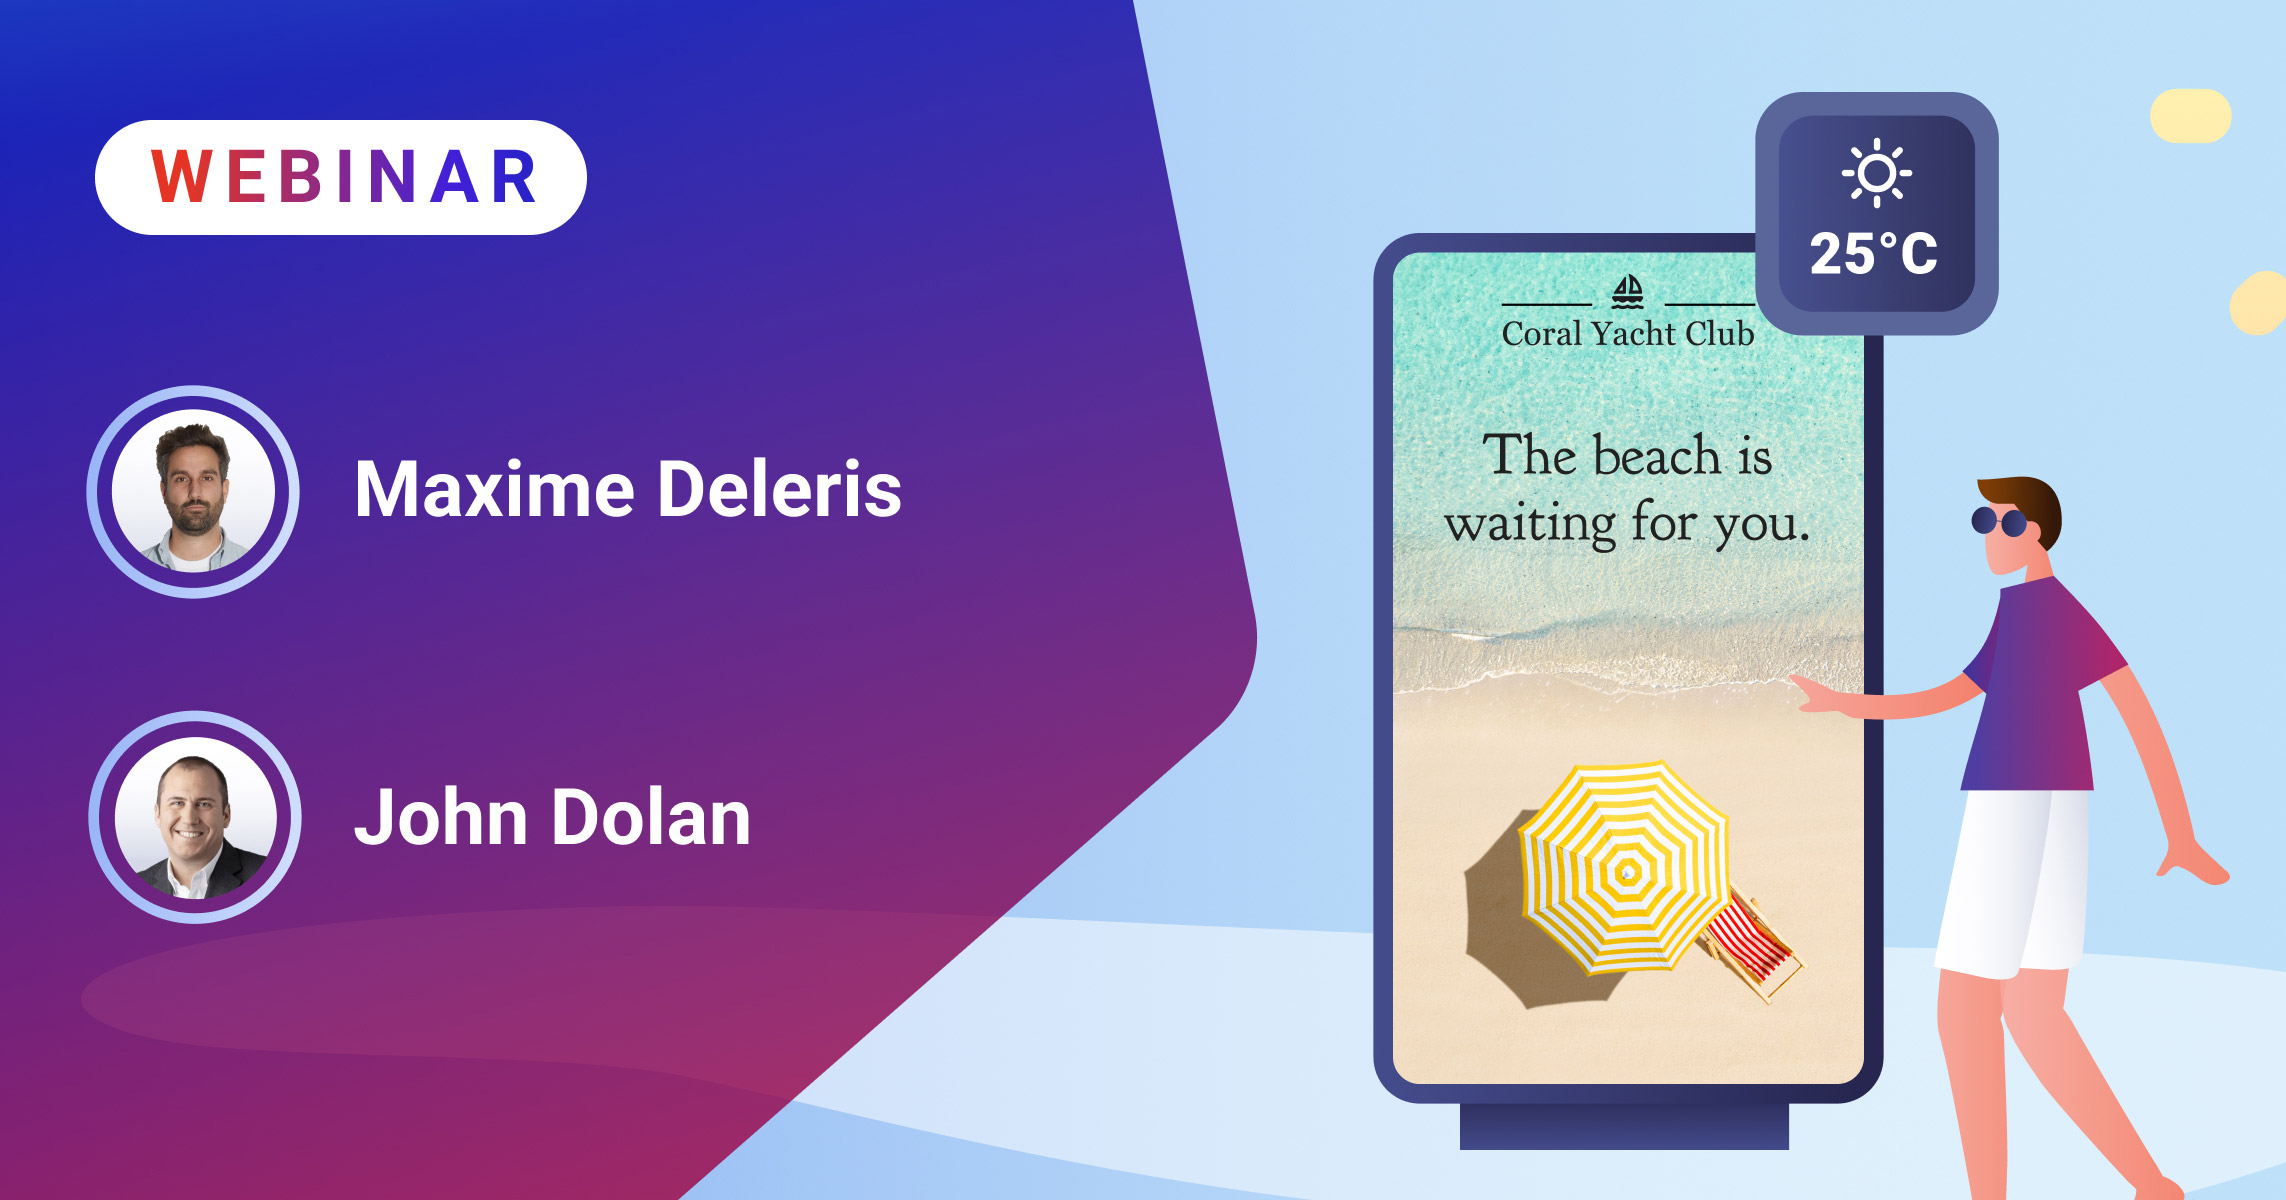 WEBINAR
Maxime Deleris
John Dolan
25°C
Coral Yacht Club
The beach is
waiting for you.